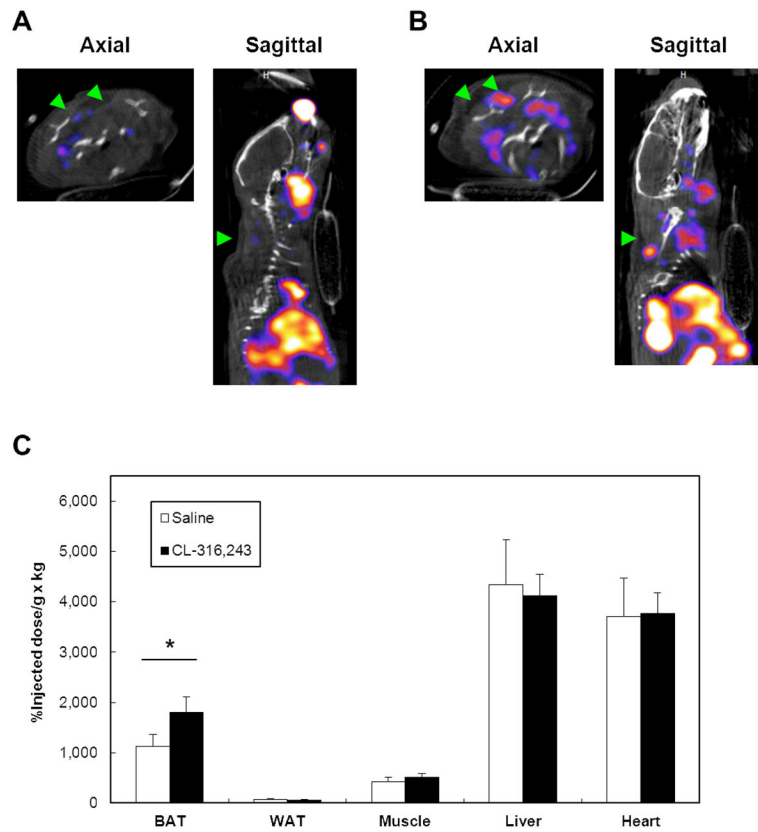 A
Axial
Sagittal
H
B
Axial
Sagittal
H
C
6,000
5,000
4,000
3,000
2,000
1,000
0
%Injected dose/g x kg
Saline
CL-316,243
*
BAT
WAT
Muscle
Liver
Heart